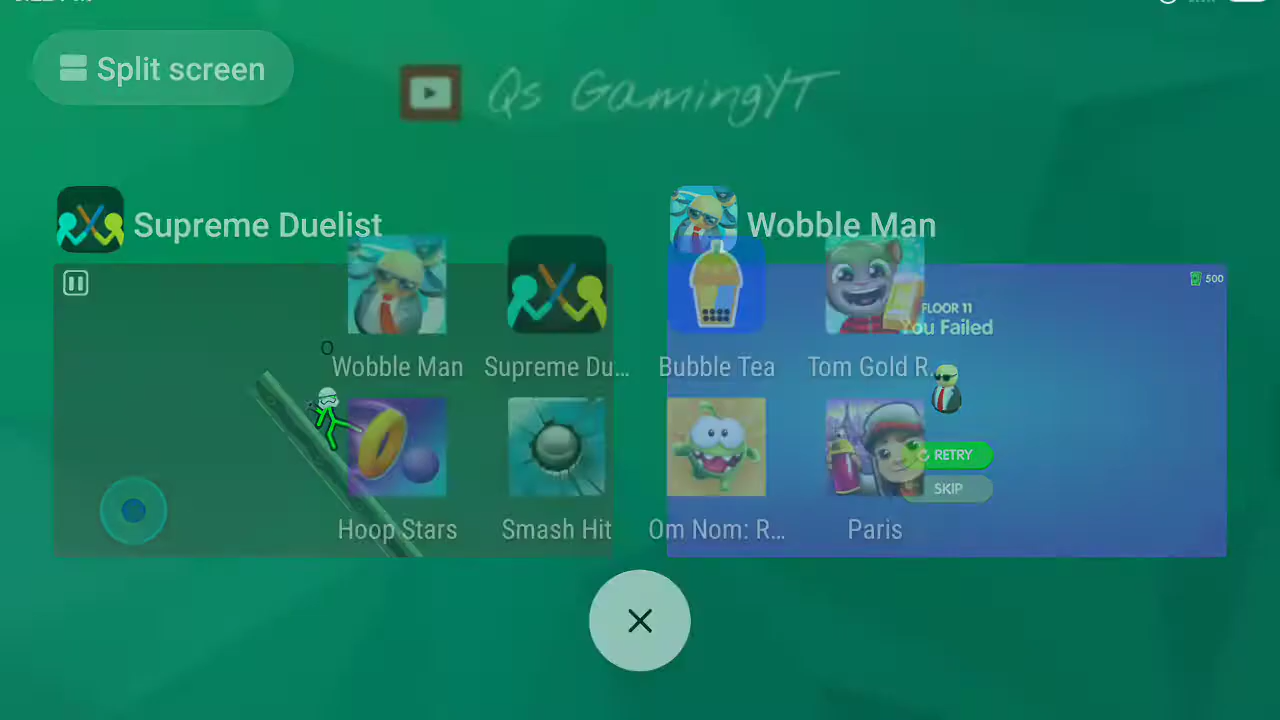 Split screen
Qs GamingYT
Supreme Duelist
Wobble Man
500
FLOOR 11
You Failed
Wobble Man
Supreme Du...
Bubble Tea
Tom Gold R...
RETRY
SKIP
Hoop Stars
Smash Hit
Om Nom: R...
Paris